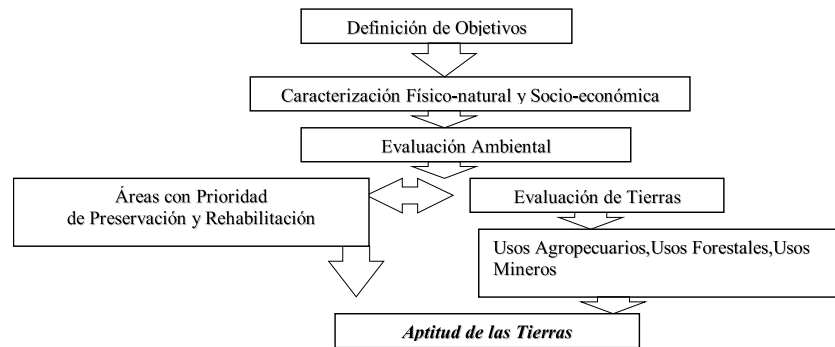 Definición de Objetivos
Caracterización Físico-natural y Socio-económica
Evaluación Ambiental
Áreas con Prioridad
de Preservación y Rehabilitación
Evaluación de Tierras
Usos Agropecuarios,Usos Forestales,Usos
Mineros
Aptitud de las Tierras